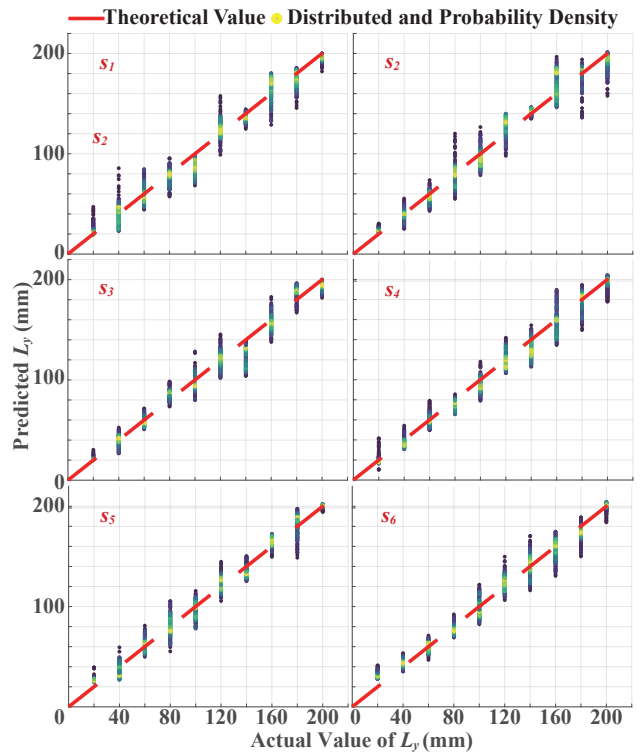 Theoretical Value
Distributed and Probability Density
200
s1
s2
s2
100
0
s3
s4
200
100
0
s5
s6
200
100
0
0 40 80 120 160 200
0 40 80 120 160 200
Predicted Ly (mm)
Actual Value of Ly (mm)